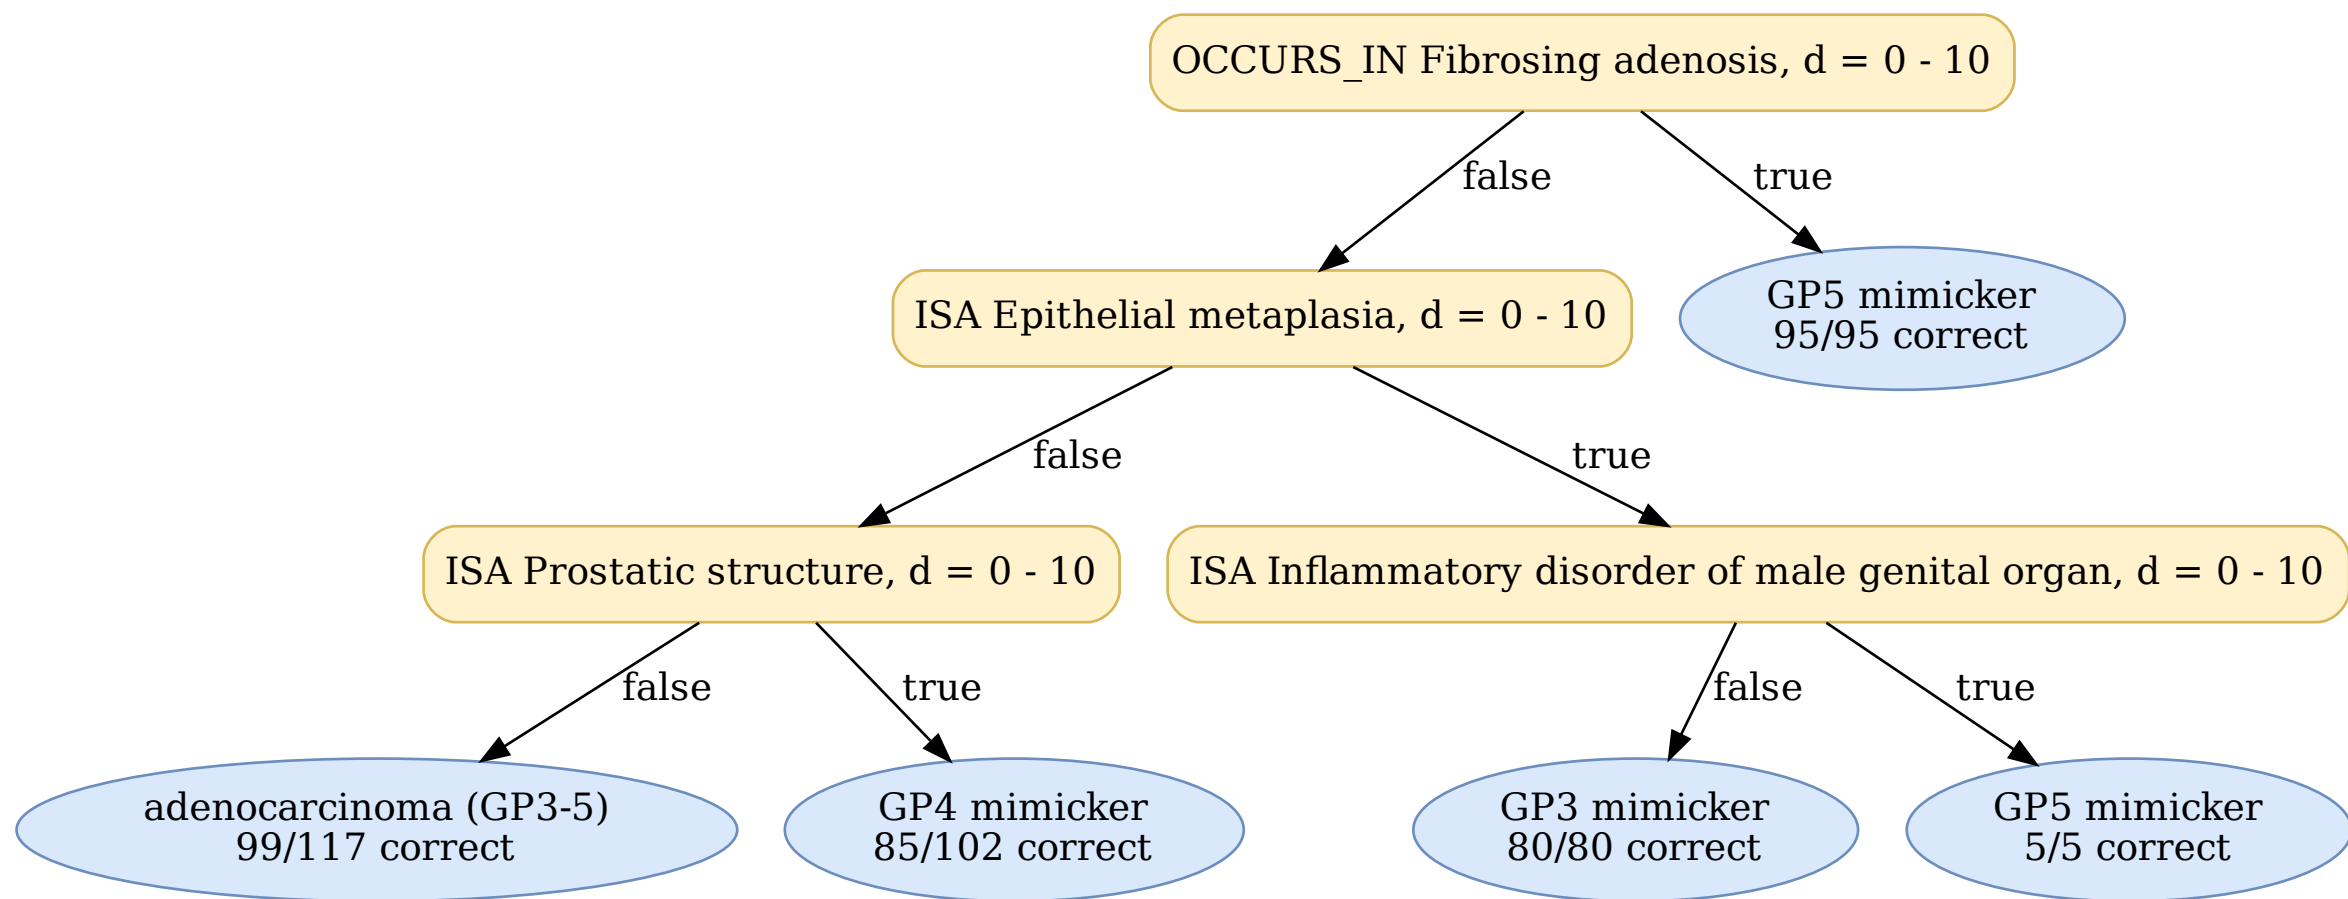 OCCURS_IN Fibrosing adenosis, d = 0 - 10
false
true
ISA Epithelial metaplasia, d = 0 - 10
GP5 mimicker
95/95 correct
false
true
ISA Prostatic structure, d = 0 - 10
ISA Inflammatory disorder of male genital organ, d = 0 - 10
false
true
false
true
adenocarcinoma (GP3-5)
99/117 correct
GP4 mimicker
85/102 correct
GP3 mimicker
80/80 correct
GP5 mimicker
5/5 correct